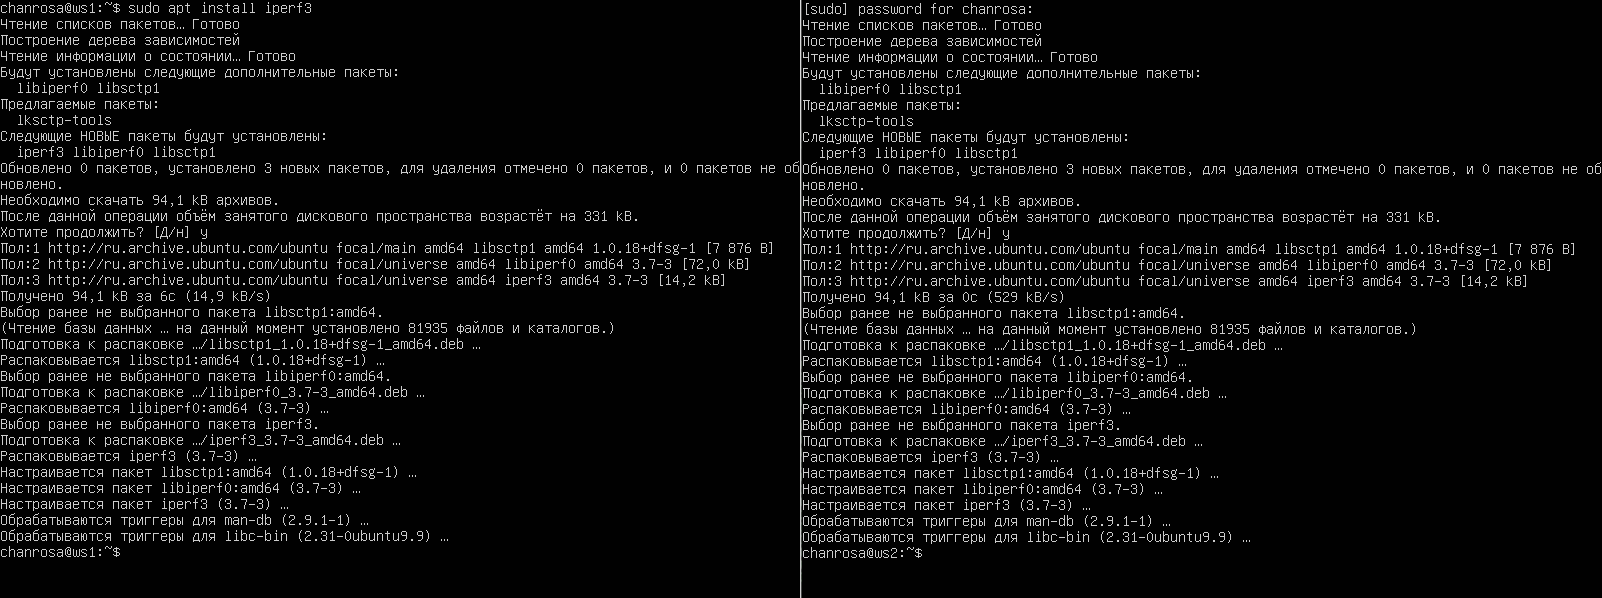 chanrosa@ws1:~$ sudo apt install iperf3
Чтение списков пакетов… Готово
Построение дерева зависимостей
Чтение информации о состоянии… Готово
Будут установлены следующие дополнительные пакеты:
  libiperf0 libsctp1
Предлагаемые пакеты:
  lksctp-tools
Следующие НОВЫЕ пакеты будут установлены:
  iperf3 libiperf0 libsctp1
Обновлено 0 пакетов, установлено 3 новых пакетов, для удаления отмечено 0 пакетов, и 0 пакетов не об
новлено.
Необходимо скачать 94,1 kB архивов.
После данной операции объём занятого дискового пространства возрастёт на 331 kB.
Хотите продолжить? [Д/н] y
Пол:1 http://ru.archive.ubuntu.com/ubuntu focal/main amd64 libsctp1 amd64 1.0.18+dfsg-1 [7 876 B]
Пол:2 http://ru.archive.ubuntu.com/ubuntu focal/universe amd64 libiperf0 amd64 3.7-3 [72,0 kB]
Пол:3 http://ru.archive.ubuntu.com/ubuntu focal/universe amd64 iperf3 amd64 3.7-3 [14,2 kB]
Получено 94,1 kB за 6с (14,9 kB/s)
Выбор ранее не выбранного пакета libsctp1:amd64.
(Чтение базы данных … на данный момент установлено 81935 файлов и каталогов.)
Подготовка к распаковке …/libsctp1_1.0.18+dfsg-1_amd64.deb …
Распаковывается libsctp1:amd64 (1.0.18+dfsg-1) …
Выбор ранее не выбранного пакета libiperf0:amd64.
Подготовка к распаковке …/libiperf0_3.7-3_amd64.deb …
Распаковывается libiperf0:amd64 (3.7-3) …
Выбор ранее не выбранного пакета iperf3.
Подготовка к распаковке …/iperf3_3.7-3_amd64.deb …
Распаковывается iperf3 (3.7-3) …
Настраивается пакет libsctp1:amd64 (1.0.18+dfsg-1) …
Настраивается пакет libiperf0:amd64 (3.7-3) …
Настраивается пакет iperf3 (3.7-3) …
Обрабатываются триггеры для man-db (2.9.1-1) …
Обрабатываются триггеры для libc-bin (2.31-0ubuntu9.9) …
chanrosa@ws1:~$
[sudo] password for chanrosa:
Чтение списков пакетов… Готово
Построение дерева зависимостей
Чтение информации о состоянии… Готово
Будут установлены следующие дополнительные пакеты:
  libiperf0 libsctp1
Предлагаемые пакеты:
  lksctp-tools
Следующие НОВЫЕ пакеты будут установлены:
  iperf3 libiperf0 libsctp1
Обновлено 0 пакетов, установлено 3 новых пакетов, для удаления отмечено 0 пакетов, и 0 пакетов не об
новлено.
Необходимо скачать 94,1 kB архивов.
После данной операции объём занятого дискового пространства возрастёт на 331 kB.
Хотите продолжить? [Д/н] y
Пол:1 http://ru.archive.ubuntu.com/ubuntu focal/main amd64 libsctp1 amd64 1.0.18+dfsg-1 [7 876 B]
Пол:2 http://ru.archive.ubuntu.com/ubuntu focal/universe amd64 libiperf0 amd64 3.7-3 [72,0 kB]
Пол:3 http://ru.archive.ubuntu.com/ubuntu focal/universe amd64 iperf3 amd64 3.7-3 [14,2 kB]
Получено 94,1 kB за 0с (529 kB/s)
Выбор ранее не выбранного пакета libsctp1:amd64.
(Чтение базы данных … на данный момент установлено 81935 файлов и каталогов.)
Подготовка к распаковке …/libsctp1_1.0.18+dfsg-1_amd64.deb …
Распаковывается libsctp1:amd64 (1.0.18+dfsg-1) …
Выбор ранее не выбранного пакета libiperf0:amd64.
Подготовка к распаковке …/libiperf0_3.7-3_amd64.deb …
Распаковывается libiperf0:amd64 (3.7-3) …
Выбор ранее не выбранного пакета iperf3.
Подготовка к распаковке …/iperf3_3.7-3_amd64.deb …
Распаковывается iperf3 (3.7-3) …
Настраивается пакет libsctp1:amd64 (1.0.18+dfsg-1) …
Настраивается пакет libiperf0:amd64 (3.7-3) …
Настраивается пакет iperf3 (3.7-3) …
Обрабатываются триггеры для man-db (2.9.1-1) …
Обрабатываются триггеры для libc-bin (2.31-0ubuntu9.9) …
chanrosa@ws2:~$